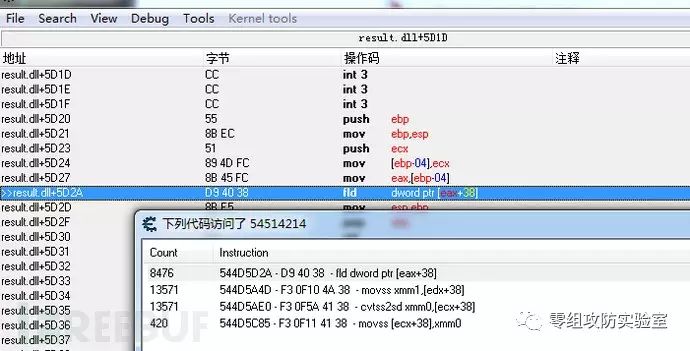 File Search View Debug Tools Kernel tools
result.dll+5D1D
地址 字节 操作码 注释
result.dll+5D1D CC int 3
result.dll+5D1E CC int 3
result.dll+5D1F CC int 3
result.dll+5D20 55 push ebp
result.dll+5D21 8B EC mov ebp,esp
result.dll+5D23 51 push ecx
result.dll+5D24 89 4D FC mov [ebp-04],ecx
result.dll+5D27 8B 45 FC mov eax,[ebp-04]
>>result.dll+5D2A D9 40 38 fld dword ptr [eax+38]
result.dll+5D2D 8B E5 mov esp,ebp
result.dll+5D2F
result.dll+5D30
result.dll+5D31
result.dll+5D32
result.dll+5D33
result.dll+5D34
result.dll+5D35
result.dll+5D36
result.dll+5D37
下列代码访问了 54514214
Count Instruction
8476 544D5D2A - D9 40 38 - fld dword ptr [eax+38]
13571 544D5A4D - F3 0F10 4A 38 - movss xmm1,[edx+38]
13571 544D5AE0 - F3 0F5A 41 38 - cvtss2sd xmm0,[ecx+38]
420 544D5C85 - F3 0F11 41 38 - movss [ecx+38],xmm0
零组攻防实验室